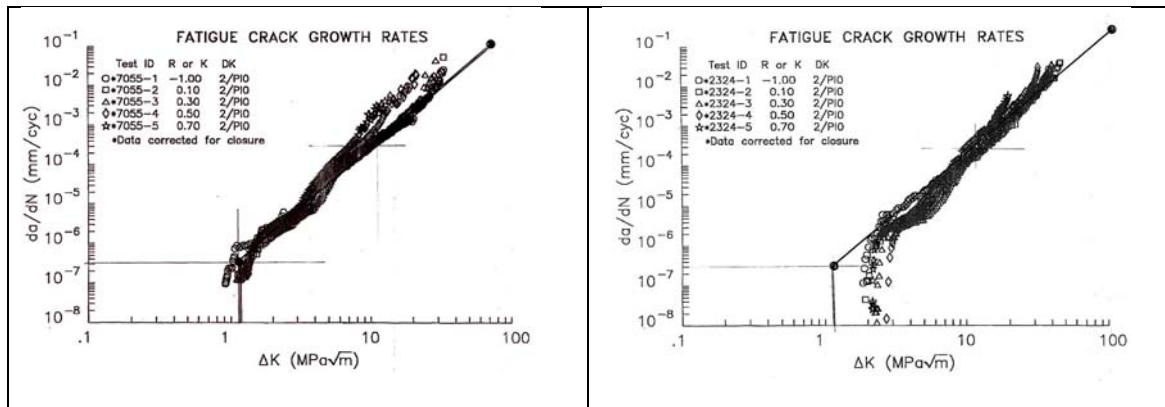 FATIGUE CRACK GROWTH RATES
Test ID R or K DK
○*7055-1 -1.00 2/PI0
□*7055-2 0.10 2/PI0
△*7055-3 0.30 2/PI0
◇*7055-4 0.50 2/PI0
☆*7055-5 0.70 2/PI0
*Data corrected for closure
da/dN (mm/cyc)
10⁻¹
10⁻²
10⁻³
10⁻⁴
10⁻⁵
10⁻⁶
10⁻⁷
10⁻⁸
.1 1 10 100
ΔK (MPa√m)
FATIGUE CRACK GROWTH RATES
Test ID R or K DK
○*2324-1 -1.00 2/PI0
□*2324-2 0.10 2/PI0
△*2324-3 0.30 2/PI0
◇*2324-4 0.50 2/PI0
☆*2324-5 0.70 2/PI0
*Data corrected for closure
da/dN (mm/cyc)
10⁻¹
10⁻²
10⁻³
10⁻⁴
10⁻⁵
10⁻⁶
10⁻⁷
10⁻⁸
.1 1 10 100
ΔK (MPa√m)